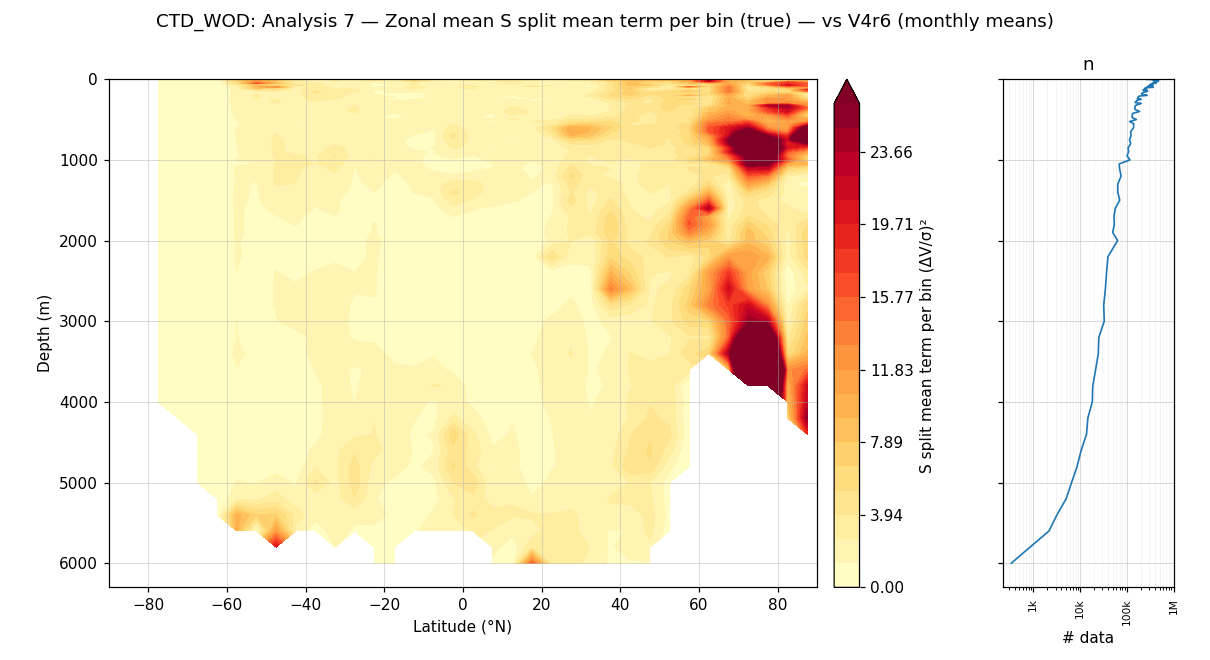 CTD_WOD: Analysis 7 — Zonal mean S split mean term per bin (true) — vs V4r6 (monthly means)
n
0
1000
2000
3000
4000
5000
6000
Depth (m)
−80
−60
−40
−20
0
20
40
60
80
Latitude (°N)
23.66
19.71
15.77
11.83
7.89
3.94
0.00
S split mean term per bin (ΔV/σ)²
1k
10k
100k
1M
# data